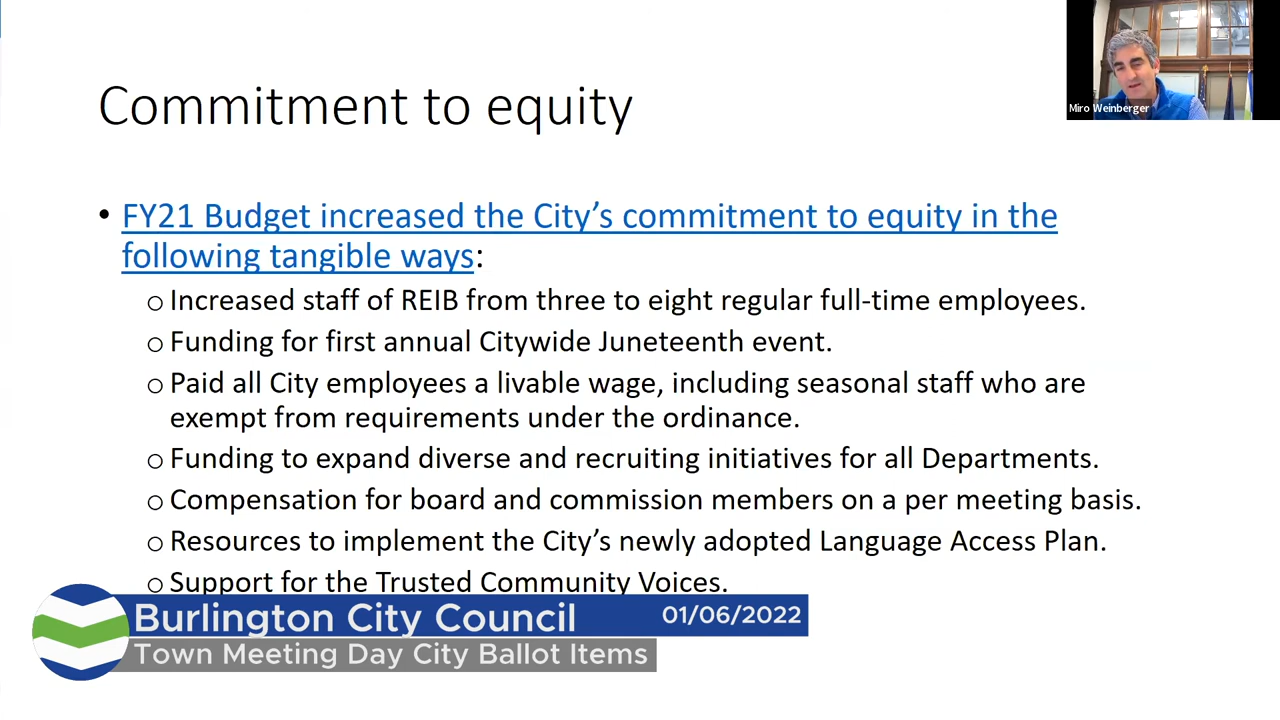 Commitment to equity
Miro Weinberger
• FY21 Budget increased the City’s commitment to equity in the
following tangible ways:
o Increased staff of REIB from three to eight regular full-time employees.
o Funding for first annual Citywide Juneteenth event.
o Paid all City employees a livable wage, including seasonal staff who are
exempt from requirements under the ordinance.
o Funding to expand diverse and recruiting initiatives for all Departments.
o Compensation for board and commission members on a per meeting basis.
o Resources to implement the City’s newly adopted Language Access Plan.
o Support for the Trusted Community Voices.
Burlington City Council 01/06/2022
Town Meeting Day City Ballot Items